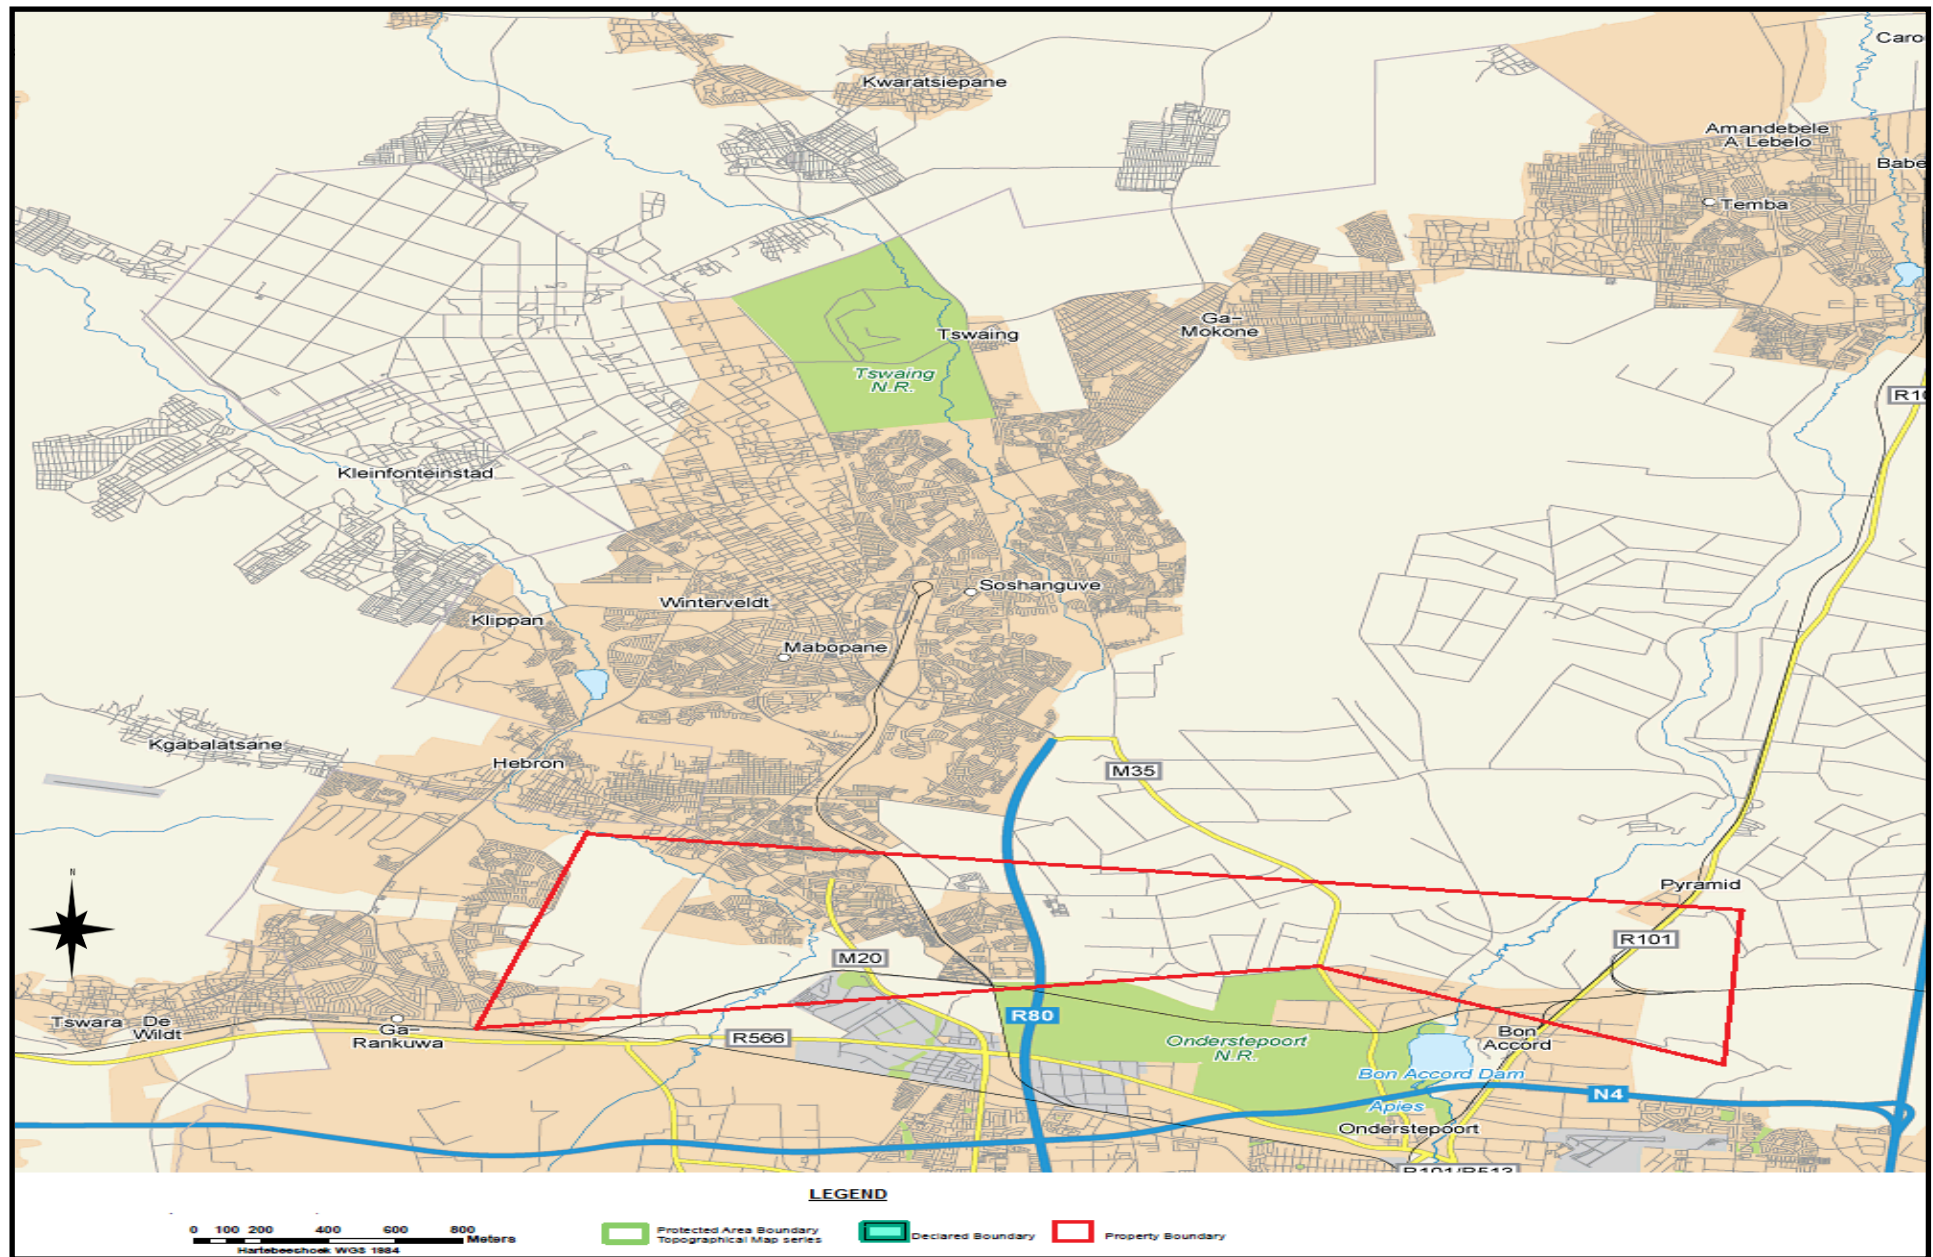 Caro
Kwaratsiepane
Amandebele
A Lebelo
Babe
Temba
Ga-
Mokone
Tswaing
Tswaing
N.R.
R10
Kleinfonteinstad
Soshanguve
Winterveldt
Klippan
Mabopane
Kgabalatsane
Hebron
M35
N
Pyramid
R101
M20
Tswara
De
Wildt
Ga-
Rankuwa
R80
R566
Onderstepoort
N.R.
Bon
Accord
Bon Accord Dam
N4
Apies
Onderstepoort
R101/R513
LEGEND
0 100 200 400 600 800
Meters
Hartebeeshoek WGS 1984
Protected Area Boundary
Topographical Map series
Declared Boundary
Property Boundary